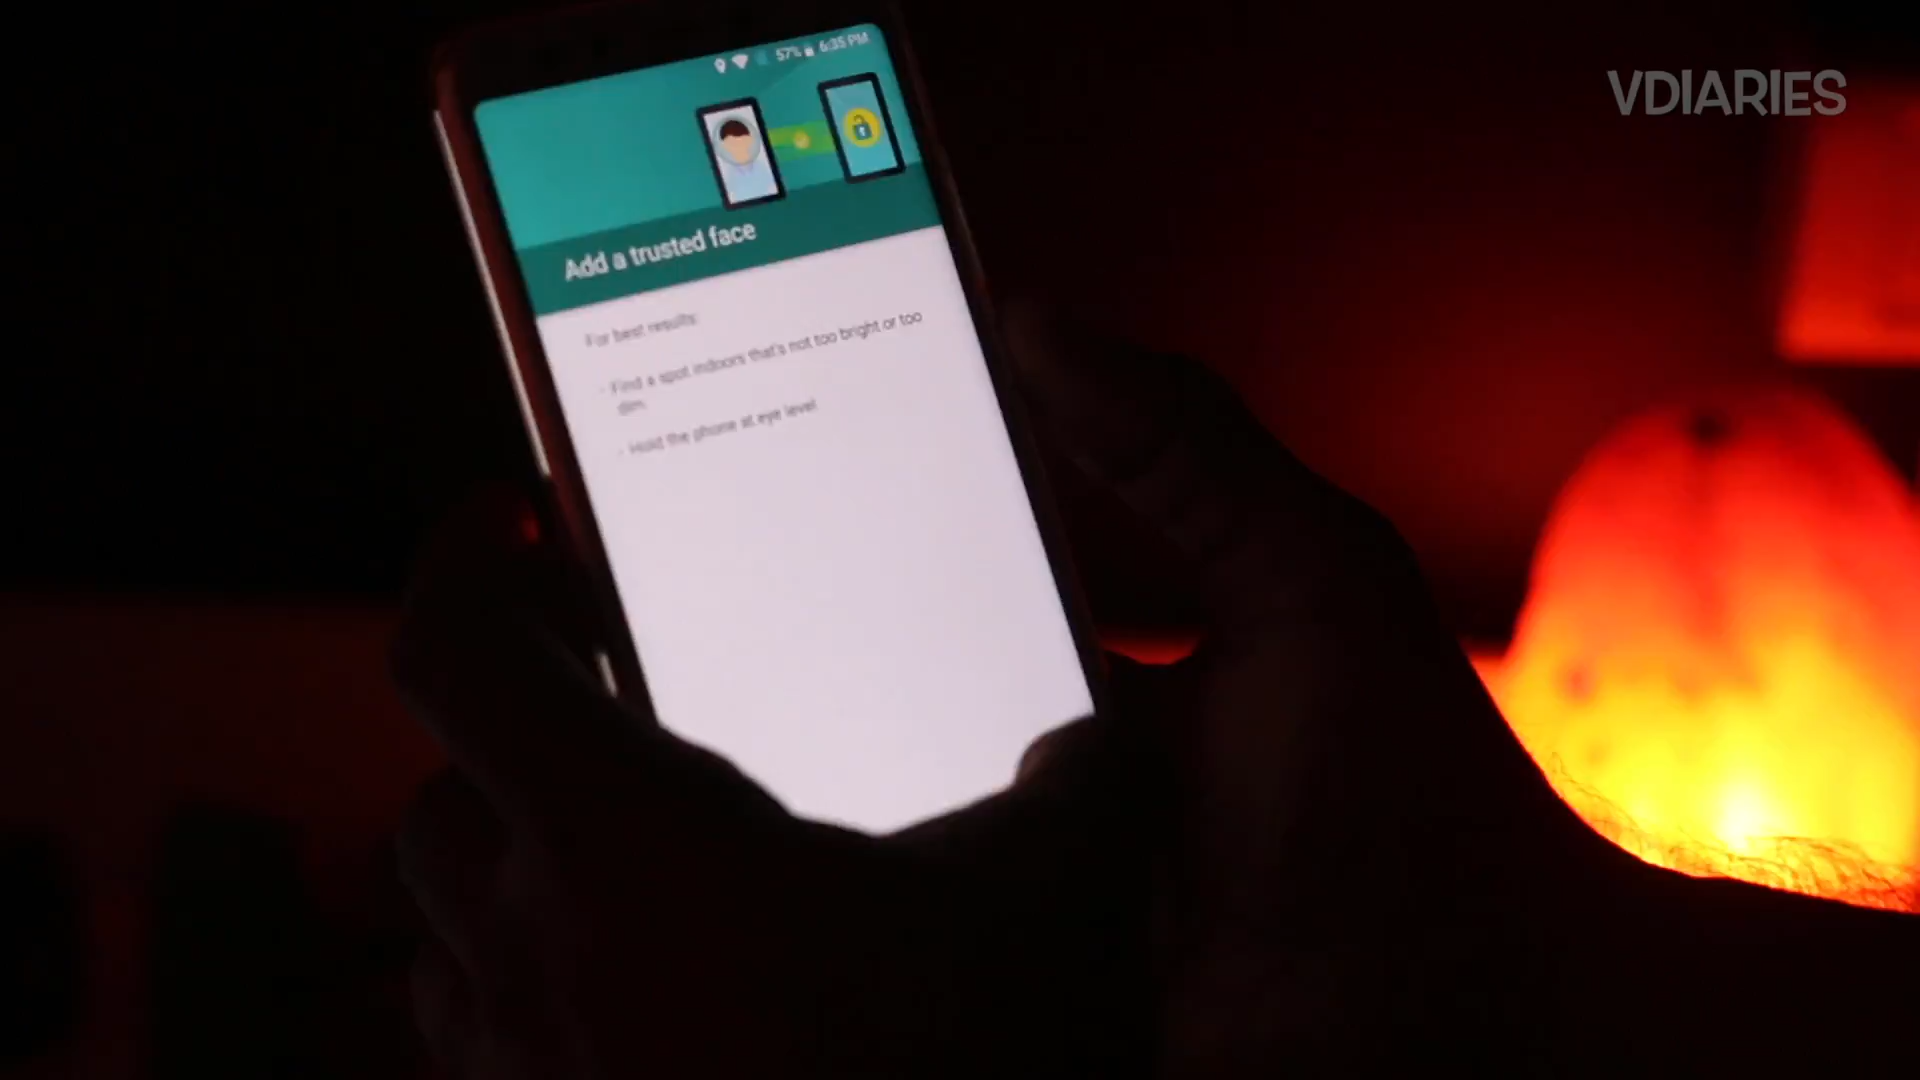 57% 6:35 PM
VDIARIES
Add a trusted face
For best results:
- Find a spot indoors that's not too bright or too
dim.
- Hold the phone at eye level